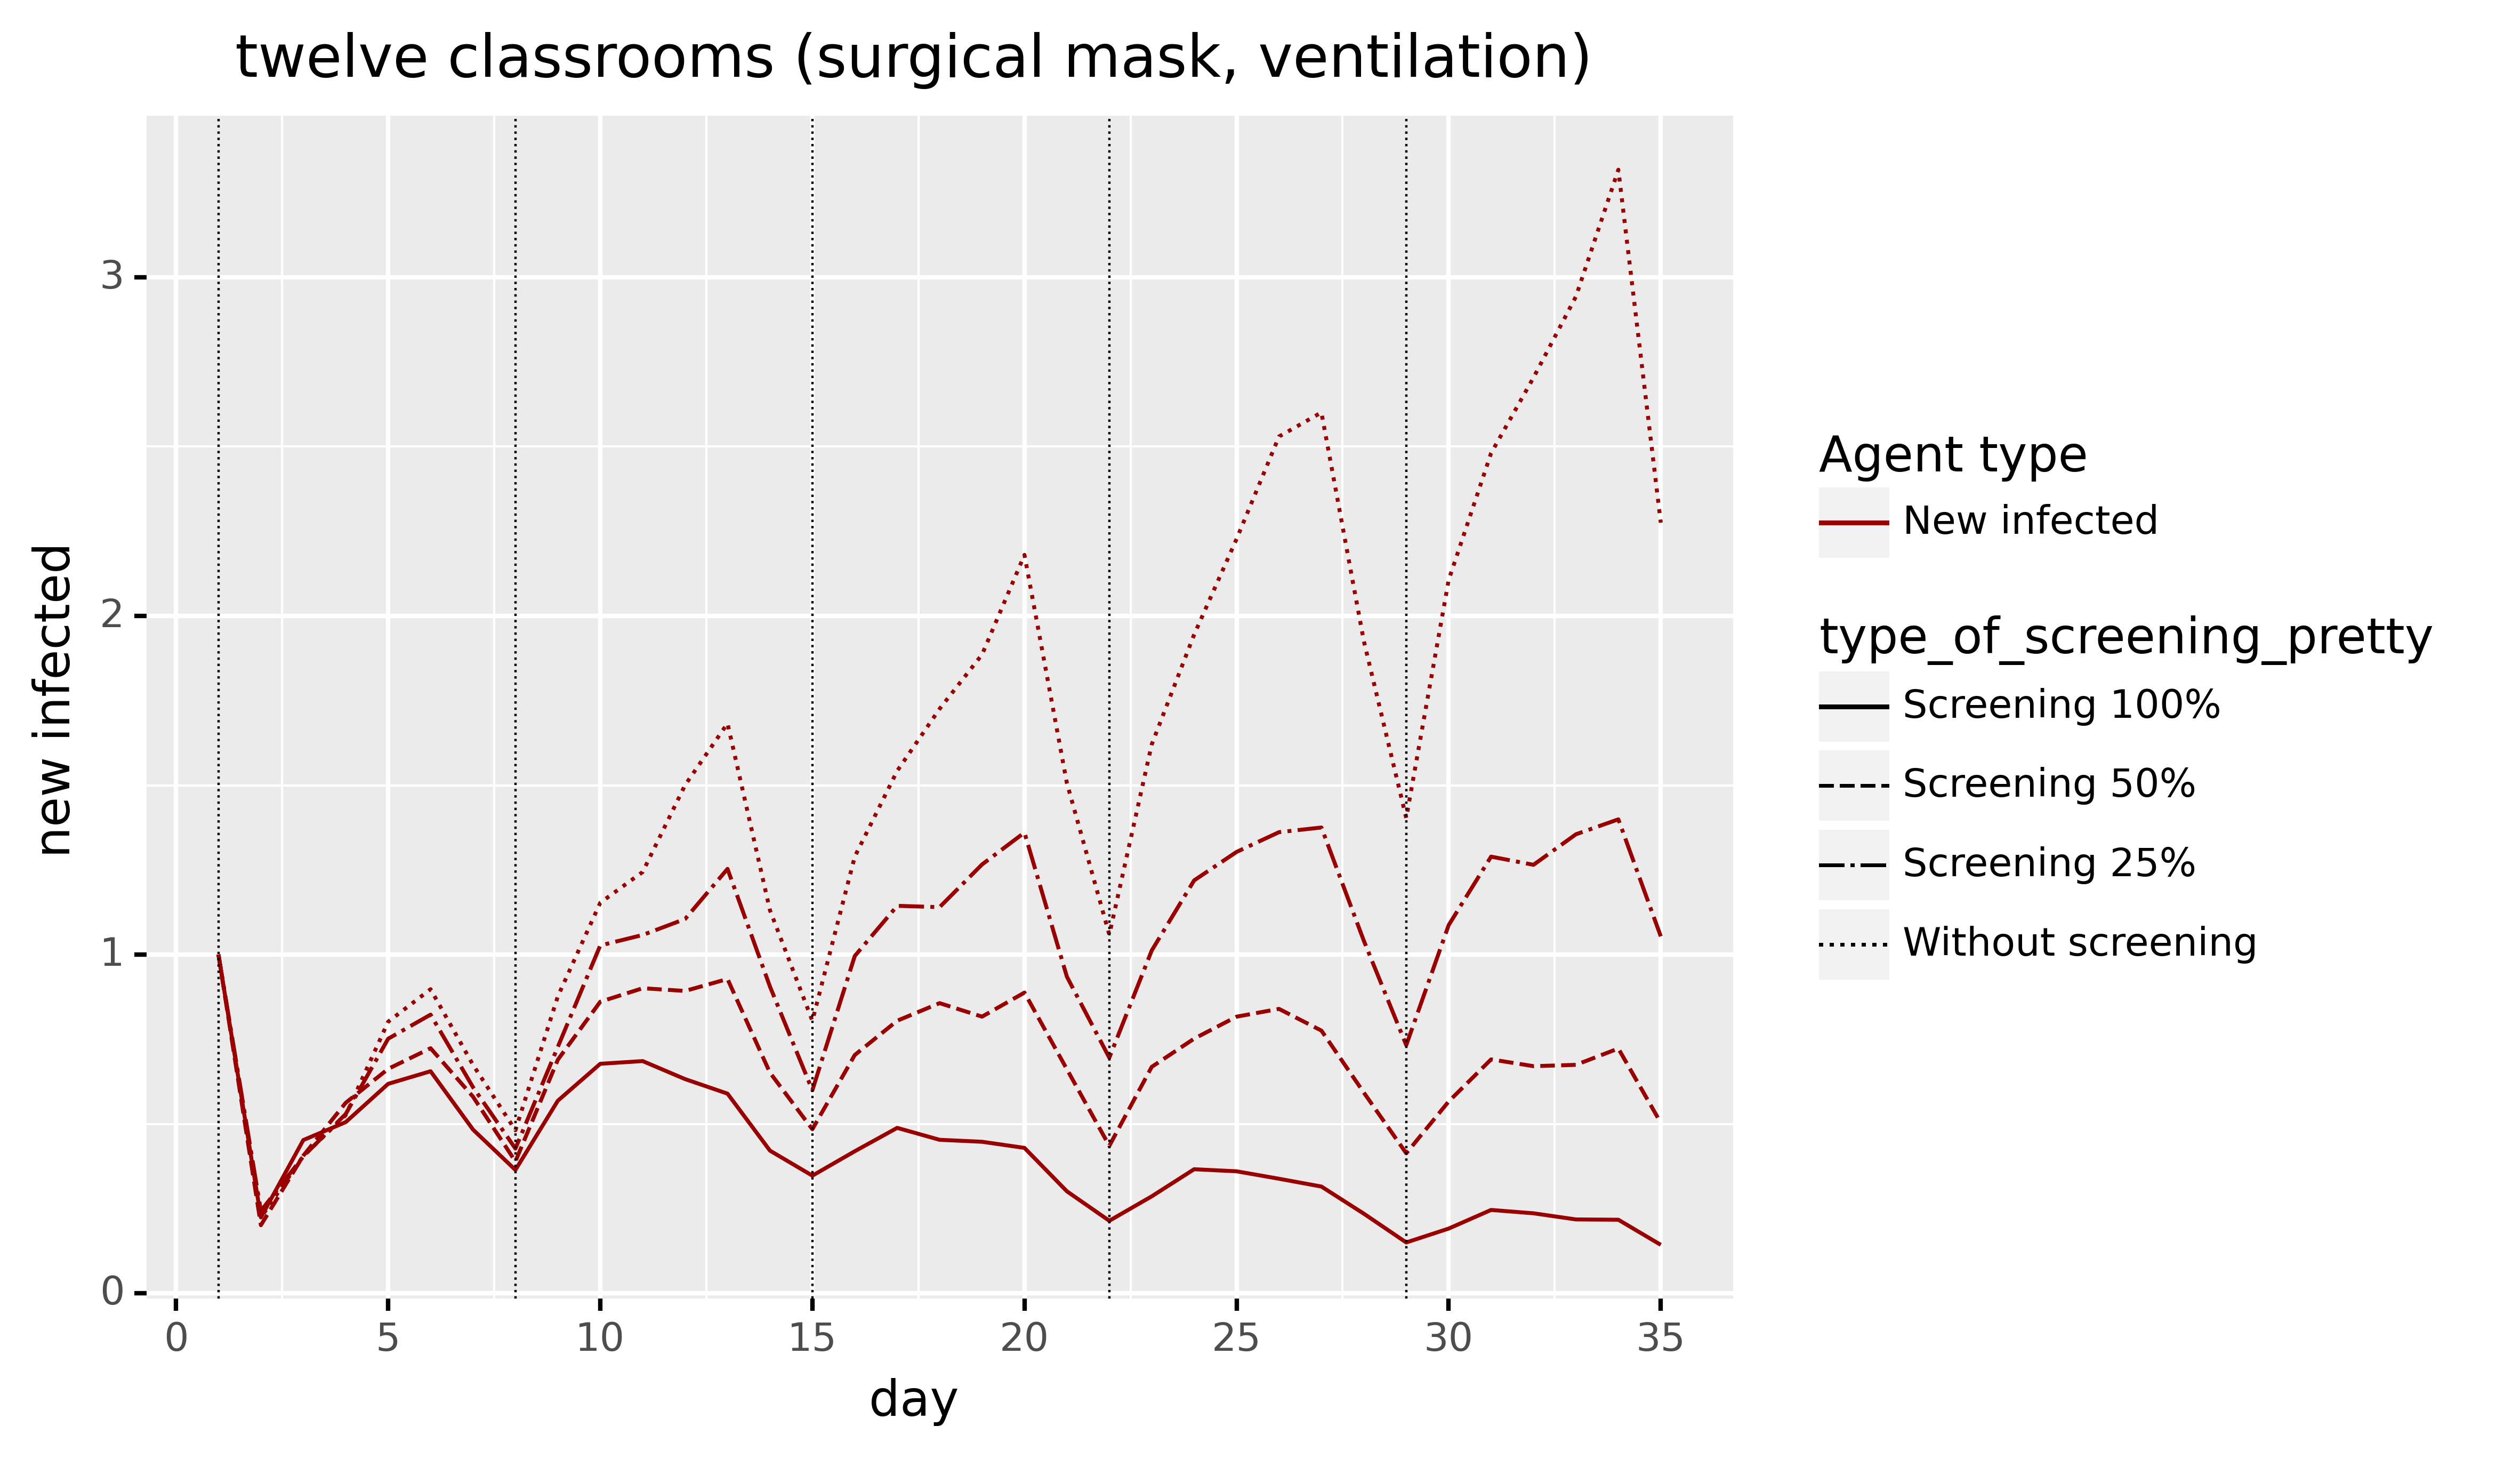 twelve classrooms (surgical mask, ventilation)
new infected
3
2
1
0
0 5 10 15 20 25 30 35
day
Agent type
New infected
type_of_screening_pretty
Screening 100%
Screening 50%
Screening 25%
Without screening